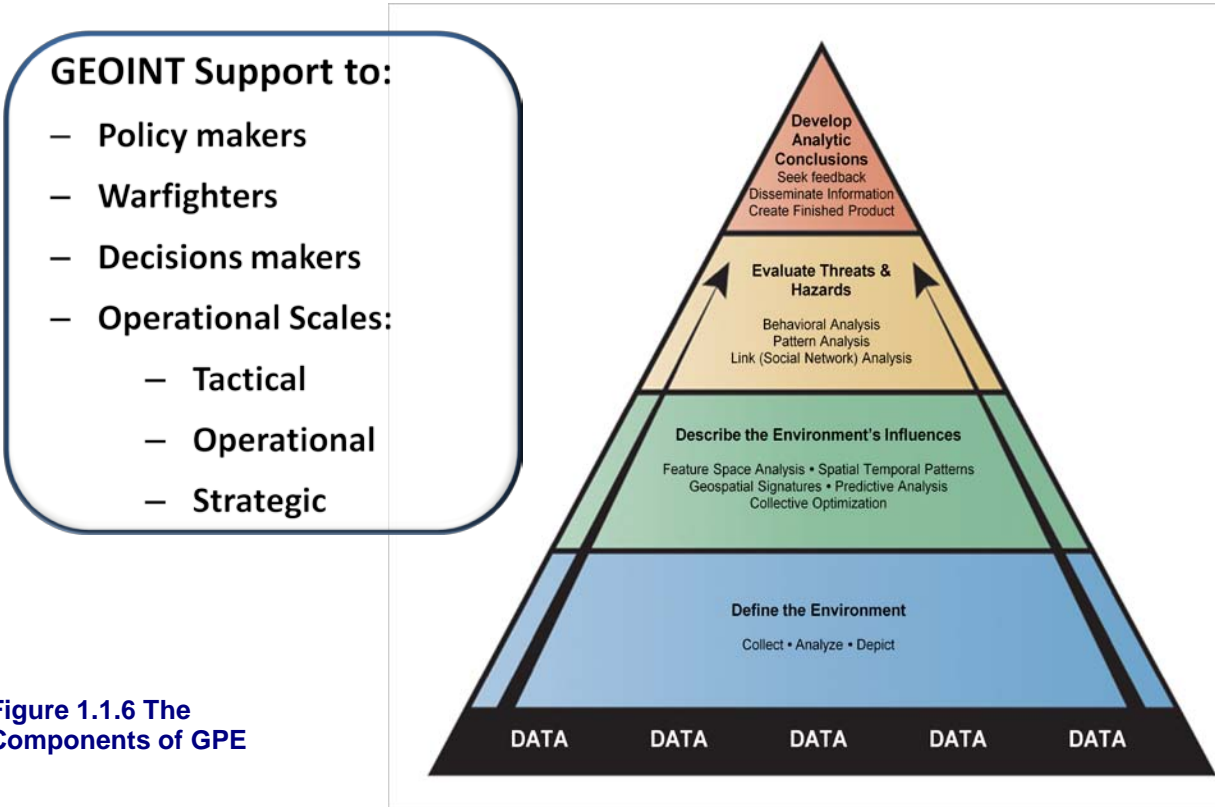 GEOINT Support to:
– Policy makers
– Warfighters
– Decisions makers
– Operational Scales:
– Tactical
– Operational
– Strategic
Develop
Analytic
Conclusions
Seek feedback
Disseminate Information
Create Finished Product
Evaluate Threats &
Hazards
Behavioral Analysis
Pattern Analysis
Link (Social Network) Analysis
Describe the Environment's Influences
Feature Space Analysis • Spatial Temporal Patterns
Geospatial Signatures • Predictive Analysis
Collective Optimization
Define the Environment
Collect • Analyze • Depict
DATA DATA DATA DATA DATA
Figure 1.1.6 The
Components of GPE